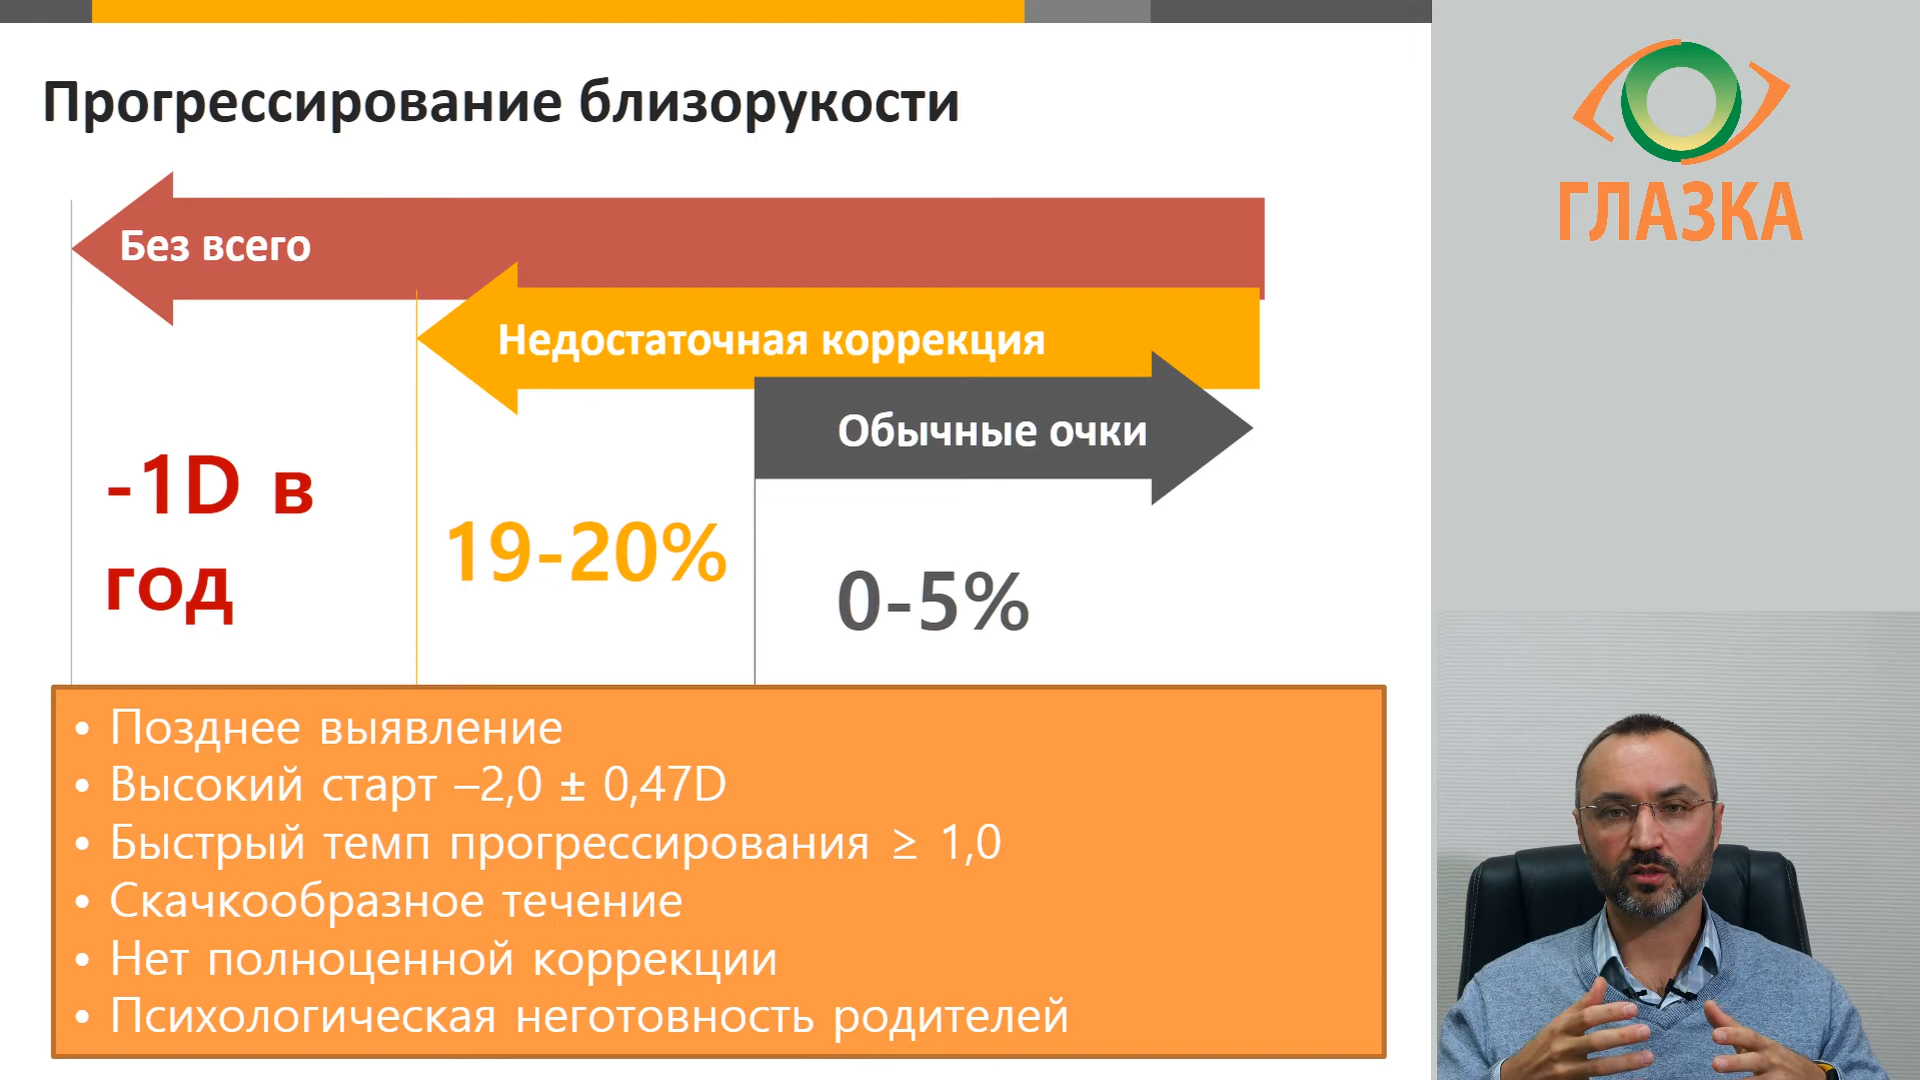 Прогрессирование близорукости
ГЛАЗКА
Без всего
Недостаточная коррекция
Обычные очки
-1D в
год
19-20%
0-5%
• Позднее выявление
• Высокий старт –2,0 ± 0,47D
• Быстрый темп прогрессирования ≥ 1,0
• Скачкообразное течение
• Нет полноценной коррекции
• Психологическая неготовность родителей